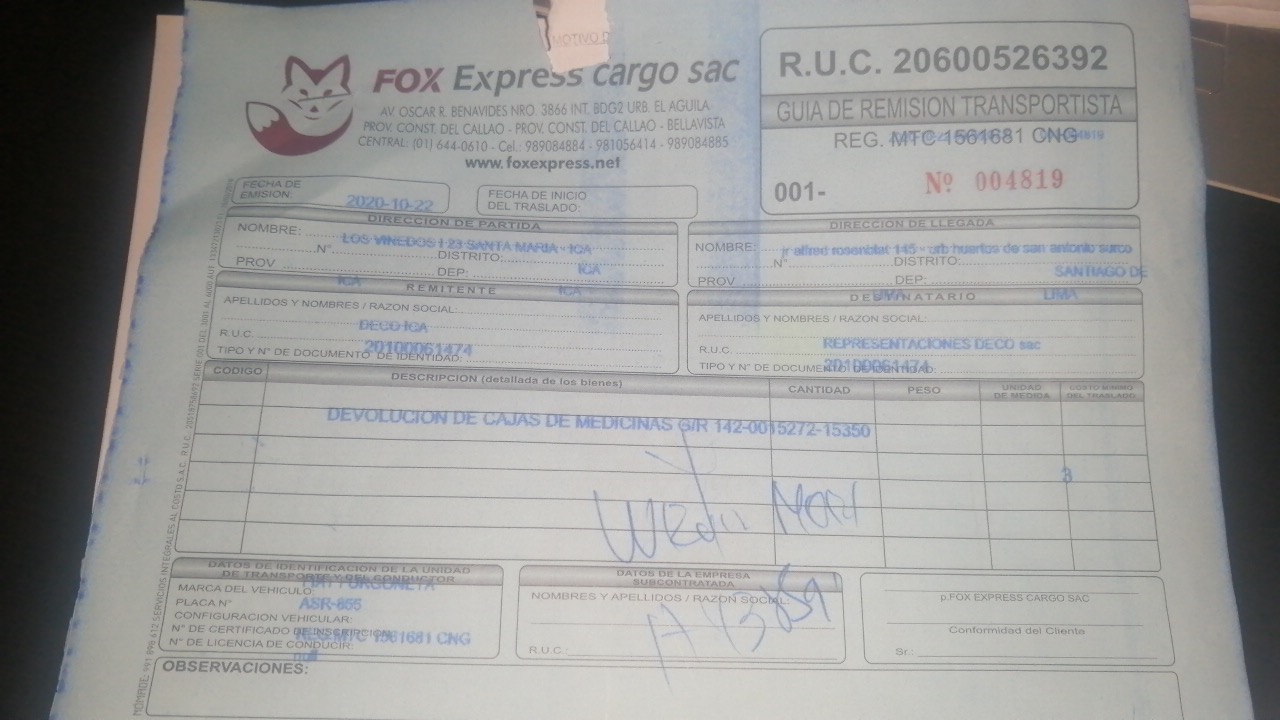 MOTIVO D
FOX Express cargo sac
AV. OSCAR R. BENAVIDES NRO. 3866 INT. BDG2 URB. EL AGUILA
PROV. CONST. DEL CALLAO - PROV. CONST. DEL CALLAO - BELLAVISTA
CENTRAL: (01) 644-0610 - Cel.: 989084884 - 981056414 - 989084885
www.foxexpress.net
R.U.C. 20600526392
GUIA DE REMISION TRANSPORTISTA
REG. MTC 1561681 CNG
001- Nº 004819
FECHA DE EMISION: 2020-10-22
FECHA DE INICIO
DEL TRASLADO:
DIRECCION DE PARTIDA
NOMBRE: LOS VINEDOS I 23 SANTA MARIA - ICA
N° DISTRITO: ICA
PROV ICA DEP: ICA
DIRECCION DE LLEGADA
NOMBRE: jr alfred rosenblat 145 - urb huertos de san antonio surco
N° DISTRITO: SANTIAGO DE
PROV DEP: LIMA
REMITENTE
APELLIDOS Y NOMBRES / RAZON SOCIAL:
DECO ICA
R.U.C. 20100061474
TIPO Y N° DE DOCUMENTO DE IDENTIDAD:
DESTINATARIO
APELLIDOS Y NOMBRES / RAZON SOCIAL:
REPRESENTACIONES DECO sac
R.U.C. 20100061474
TIPO Y N° DE DOCUMENTO DE IDENTIDAD:
CODIGO DESCRIPCION (detallada de los bienes) CANTIDAD PESO UNIDAD DE MEDIDA COSTO MINIMO DEL TRASLADO
DEVOLUCION DE CAJAS DE MEDICINAS G/R 142-0015272-15350
3
DATOS DE IDENTIFICACION DE LA UNIDAD
DE TRANSPORTE Y DEL CONDUCTOR
MARCA DEL VEHICULO:
PLACA N° ASR-855
CONFIGURACION VEHICULAR:
N° DE CERTIFICADO DE INSCRIPCION REG. MTC 1561681 CNG
N° DE LICENCIA DE CONDUCIR: null
DATOS DE LA EMPRESA
SUBCONTRATADA
NOMBRES Y APELLIDOS / RAZON SOCIAL:
R.U.C.:
p.FOX EXPRESS CARGO SAC
Conformidad del Cliente
Sr.:
OBSERVACIONES: